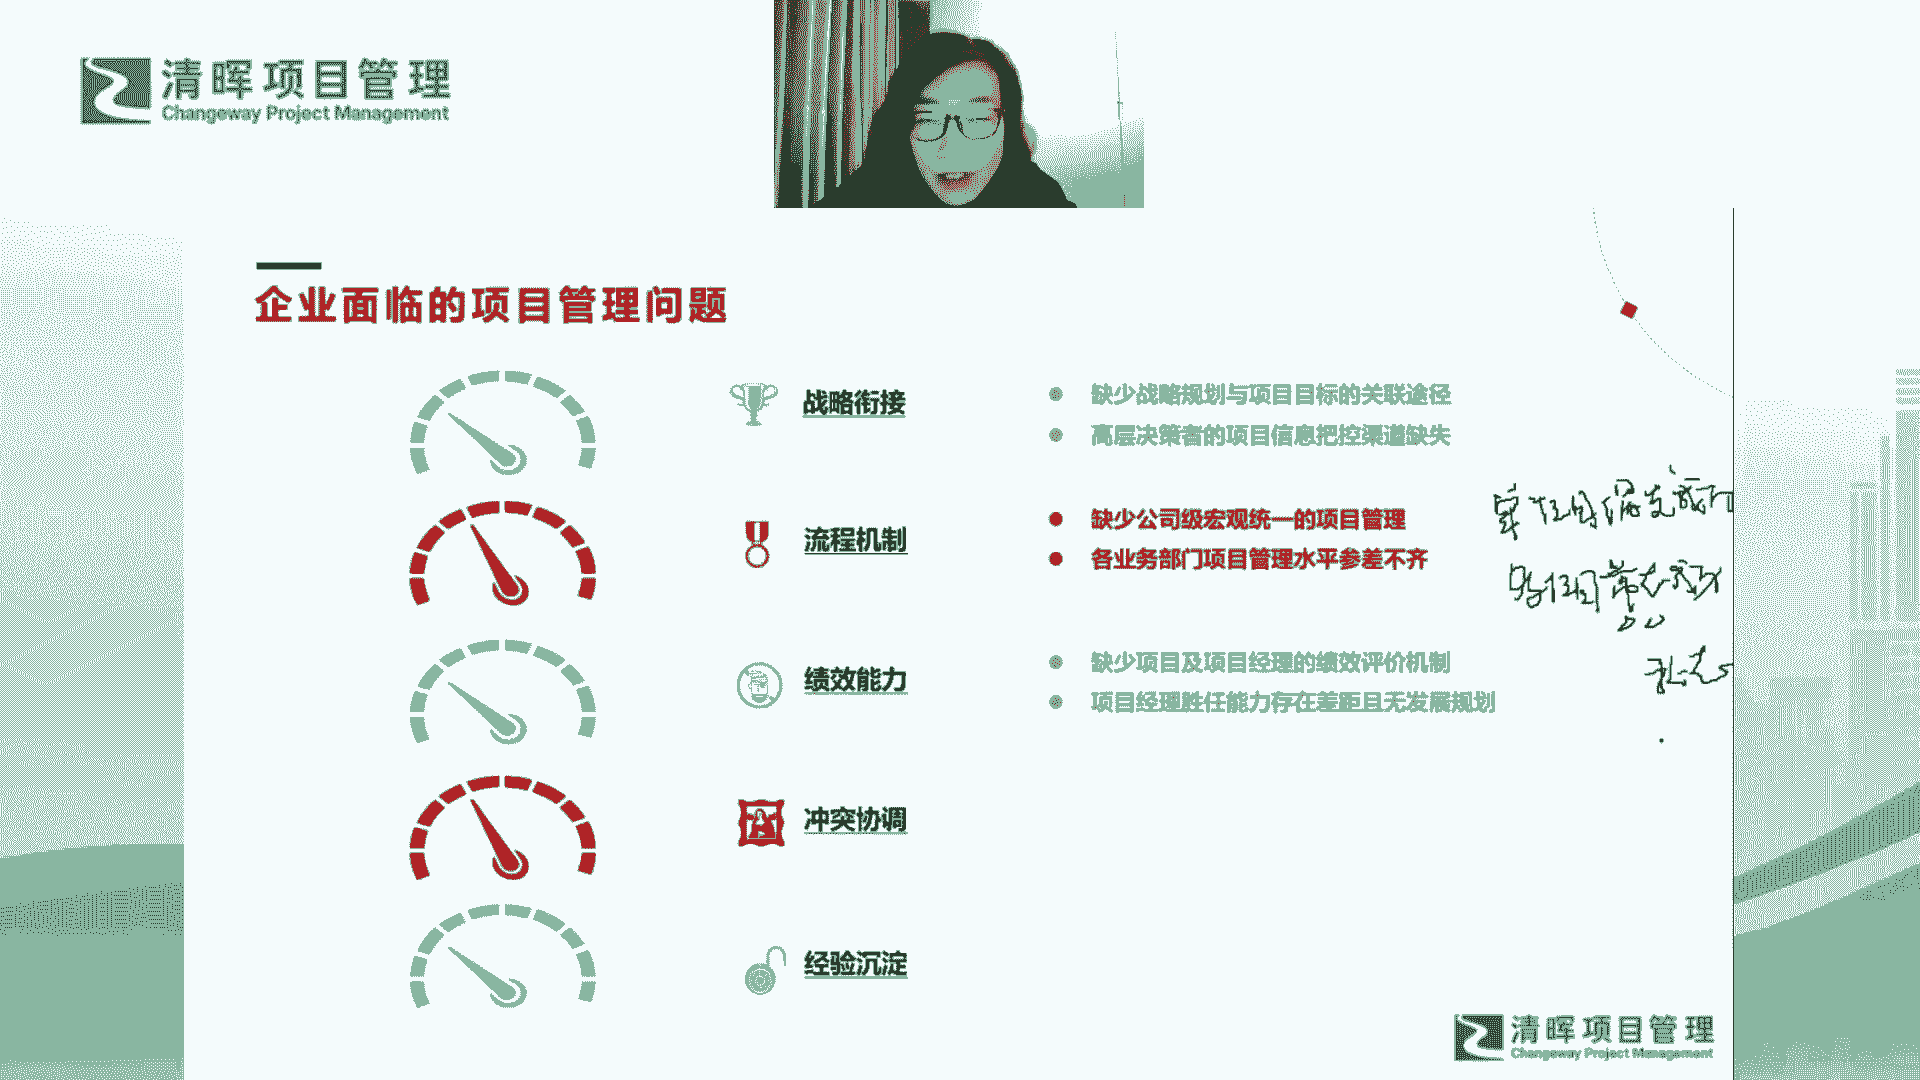 清晖项目管理
Changeway Project Management
企业面临的项目管理问题
战略衔接
缺少战略规划与项目目标的关联途径
高层决策者的项目信息把控渠道缺失
流程机制
缺少公司级宏观统一的项目管理
各业务部门项目管理水平参差不齐
绩效能力
缺少项目及项目经理的绩效评价机制
项目经理胜任能力存在差距且无发展规划
冲突协调
经验沉淀
清晖项目管理
Changeway Project Management